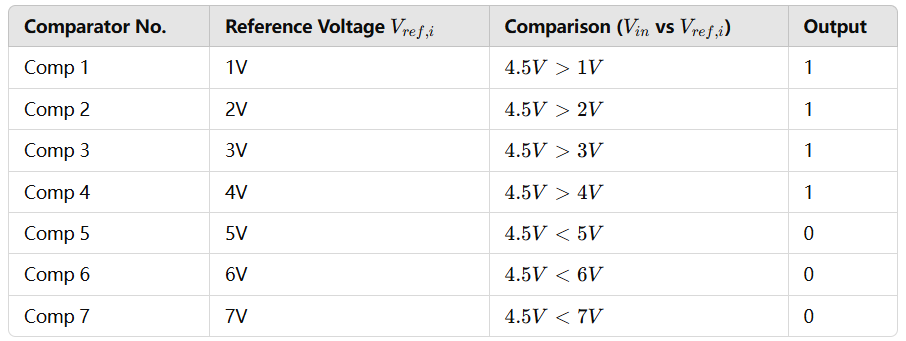 Comparator No. Reference Voltage V_{ref,i} Comparison (V_{in} vs V_{ref,i}) Output
Comp 1 1V 4.5V > 1V 1
Comp 2 2V 4.5V > 2V 1
Comp 3 3V 4.5V > 3V 1
Comp 4 4V 4.5V > 4V 1
Comp 5 5V 4.5V < 5V 0
Comp 6 6V 4.5V < 6V 0
Comp 7 7V 4.5V < 7V 0